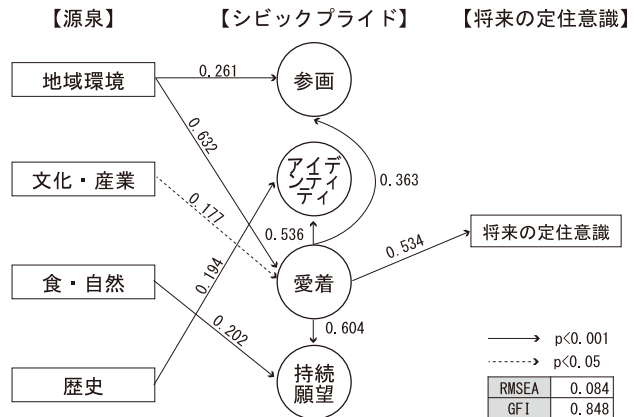 【源泉】
【シビックプライド】
【将来の定住意識】
地域環境
0.261
参画
0.632
文化・産業
アイデ
ンティ
ティ
0.363
0.177
0.536
0.534
将来の定住意識
0.194
食・自然
愛着
0.202
0.604
歴史
持続
願望
p<0.001
p<0.05
RMSEA 0.084
GFI 0.848